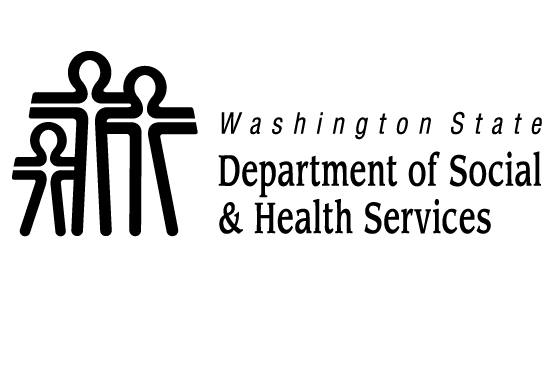 Washington State
Department of Social
& Health Services